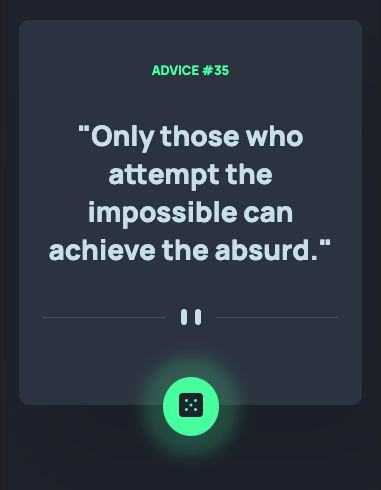 ADVICE #35
"Only those who
attempt the
impossible can
achieve the absurd."